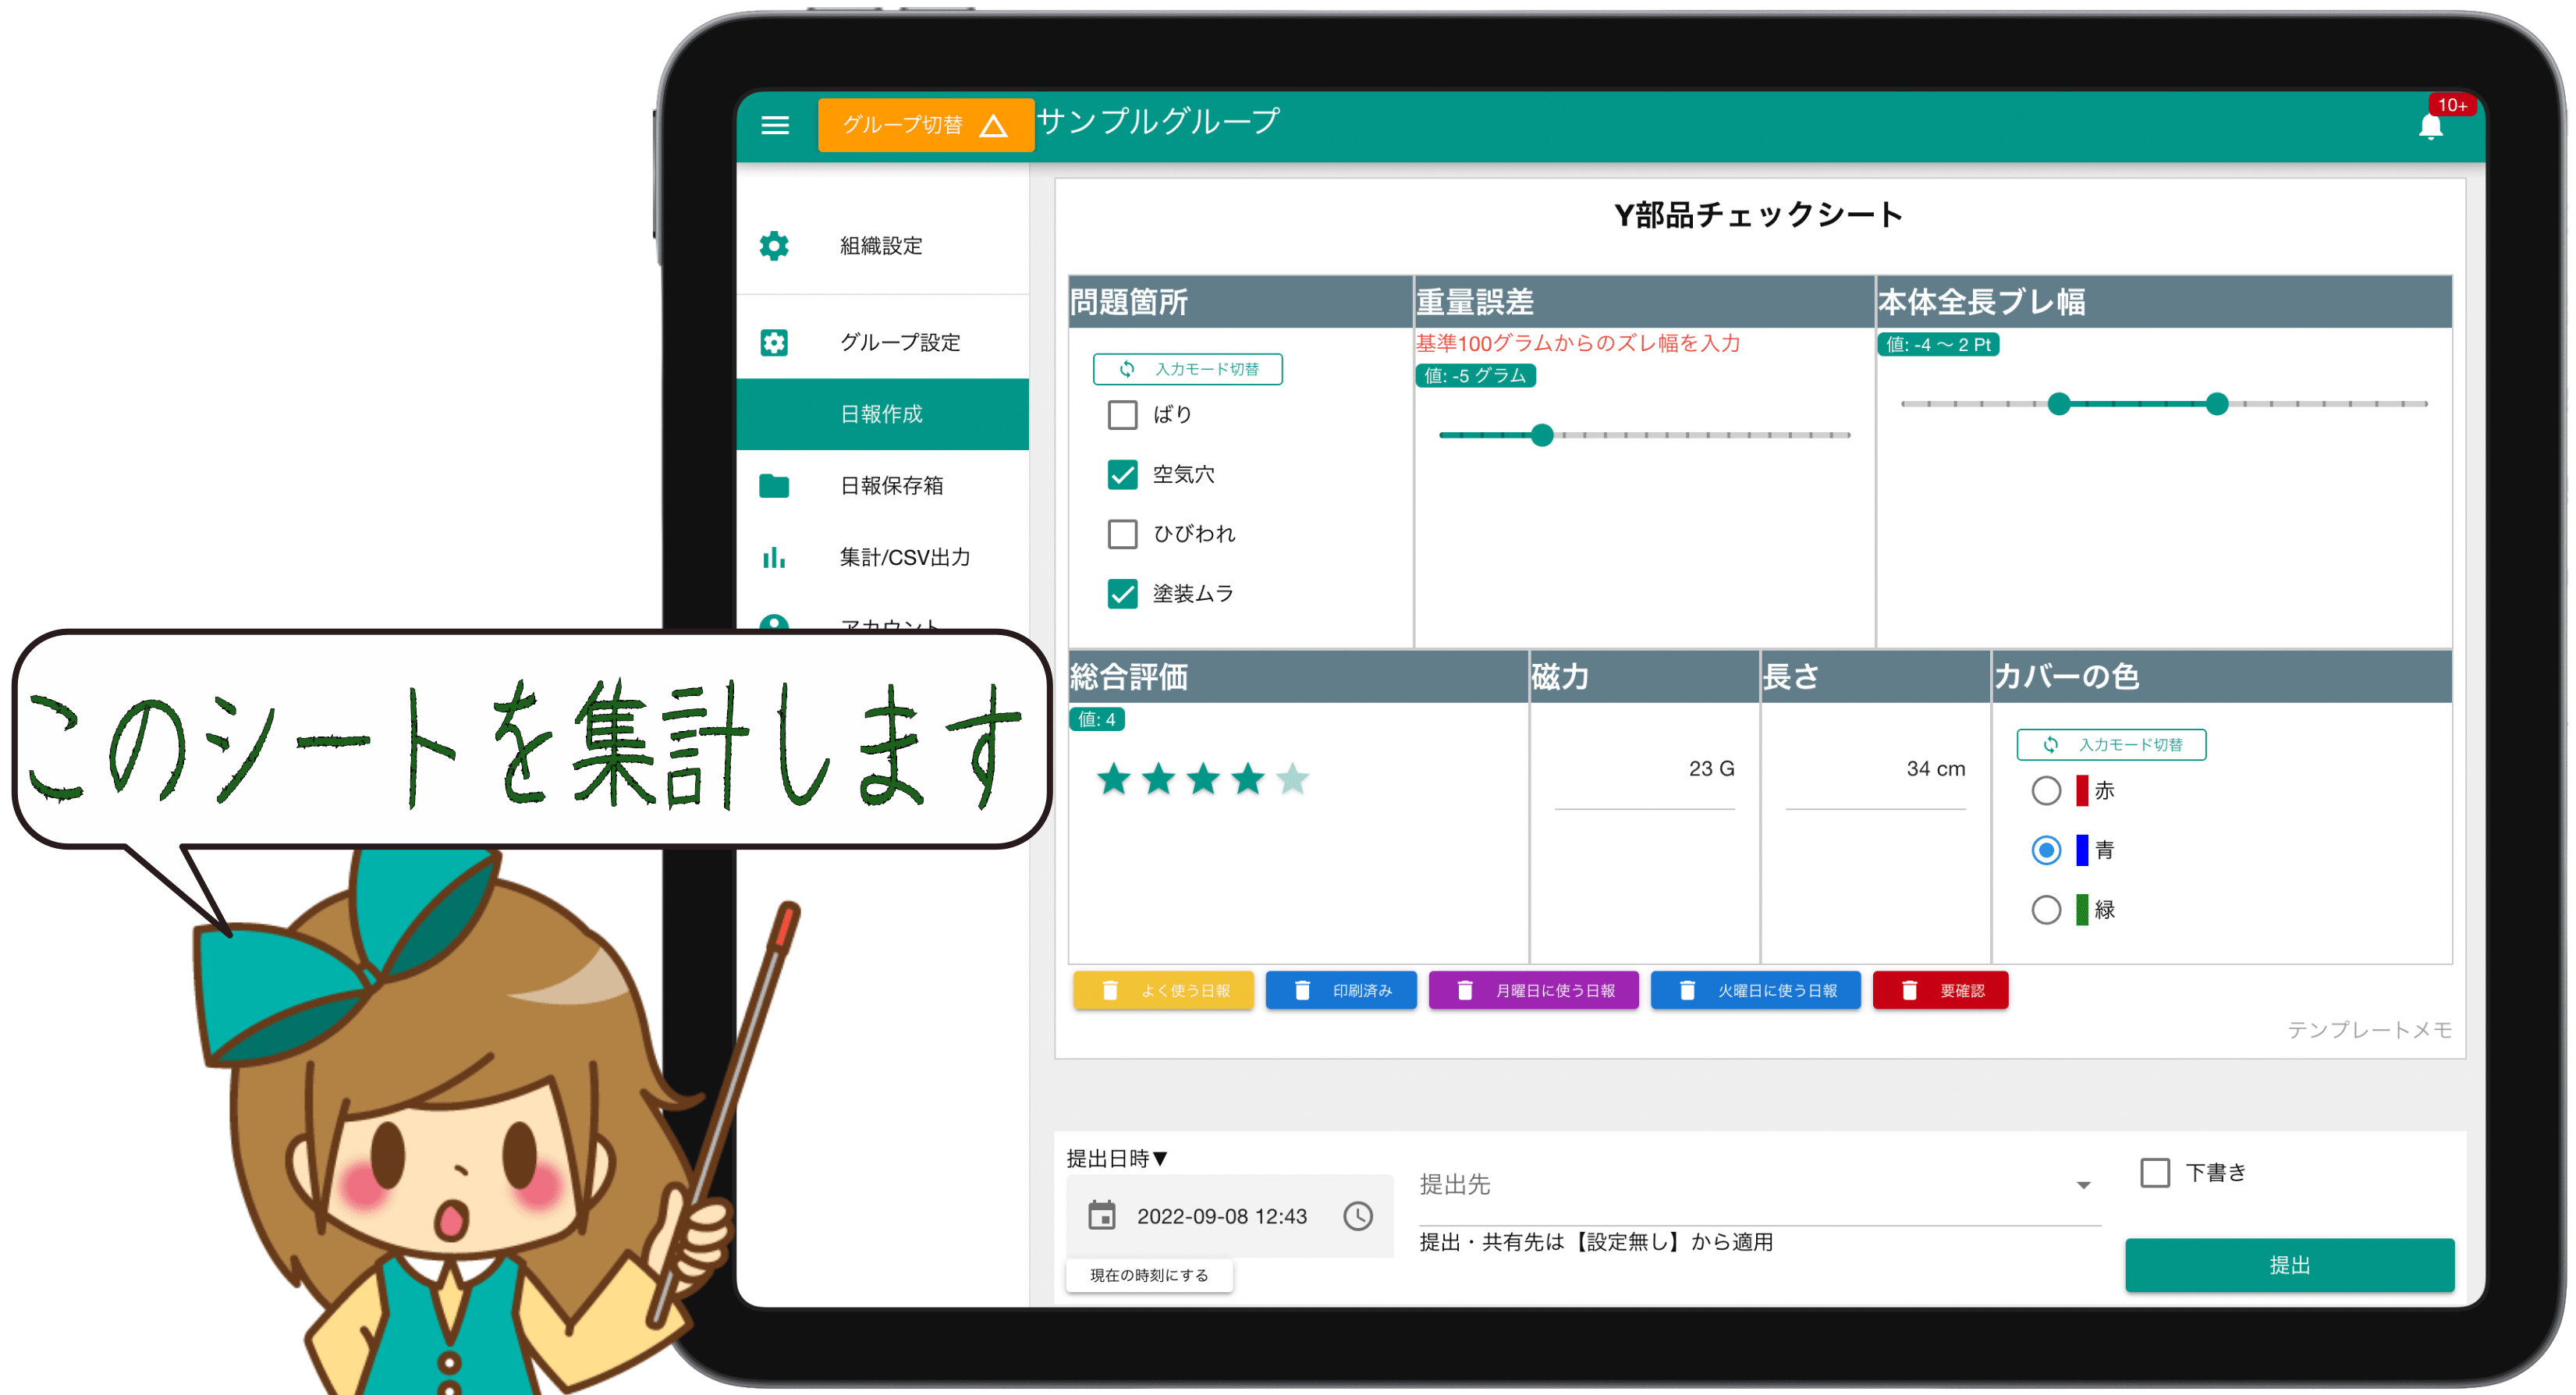 グループ切替
サンプルグループ
10+
組織設定
グループ設定
日報作成
日報保存箱
集計/CSV出力
アカウント
このシートを集計します
Y部品チェックシート
問題箇所
入力モード切替
ばり
空気穴
ひびわれ
塗装ムラ
重量誤差
基準100グラムからのズレ幅を入力
値: -5 グラム
本体全長ブレ幅
値: -4 〜 2 Pt
総合評価
値: 4
磁力
23 G
長さ
34 cm
カバーの色
入力モード切替
赤
青
緑
よく使う日報
印刷済み
月曜日に使う日報
火曜日に使う日報
要確認
テンプレートメモ
提出日時▼
2022-09-08 12:43
現在の時刻にする
提出先
提出・共有先は【設定無し】から適用
下書き
提出